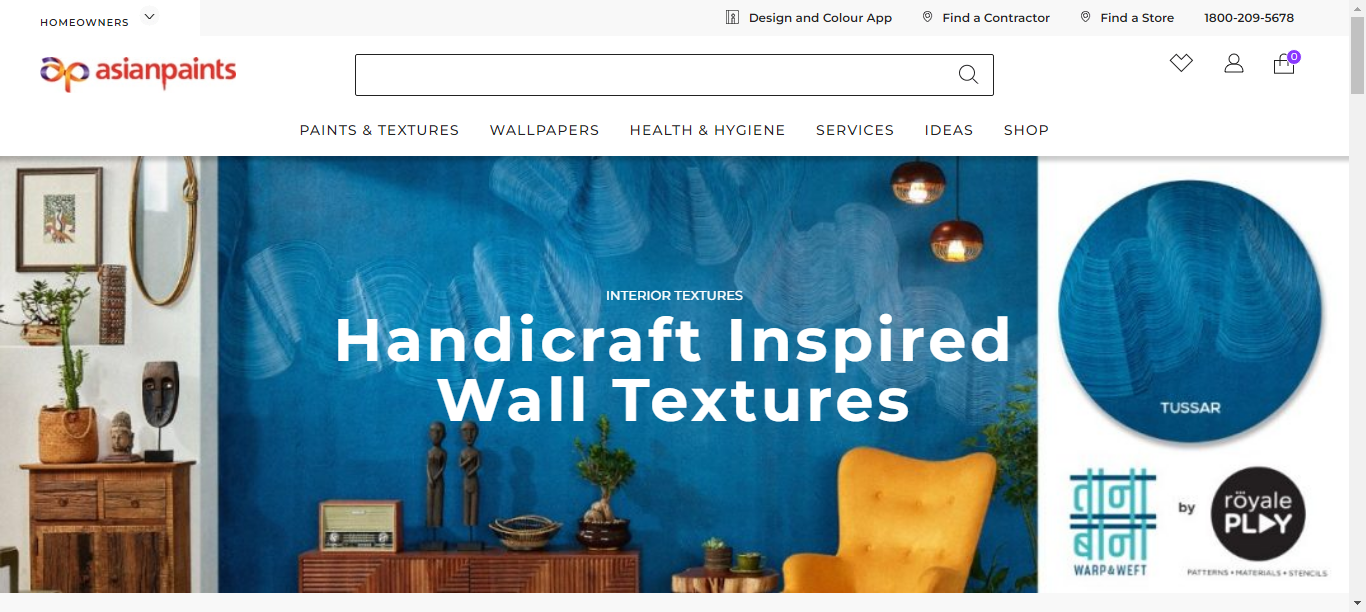 HOMEOWNERS
Design and Colour App
Find a Contractor
Find a Store
1800-209-5678
asianpaints
0
PAINTS & TEXTURES
WALLPAPERS
HEALTH & HYGIENE
SERVICES
IDEAS
SHOP
INTERIOR TEXTURES
Handicraft Inspired
Wall Textures
TUSSAR
ताना
बाना
WARP & WEFT
by
röyale
PLAY
PATTERNS • MATERIALS • STENCILS